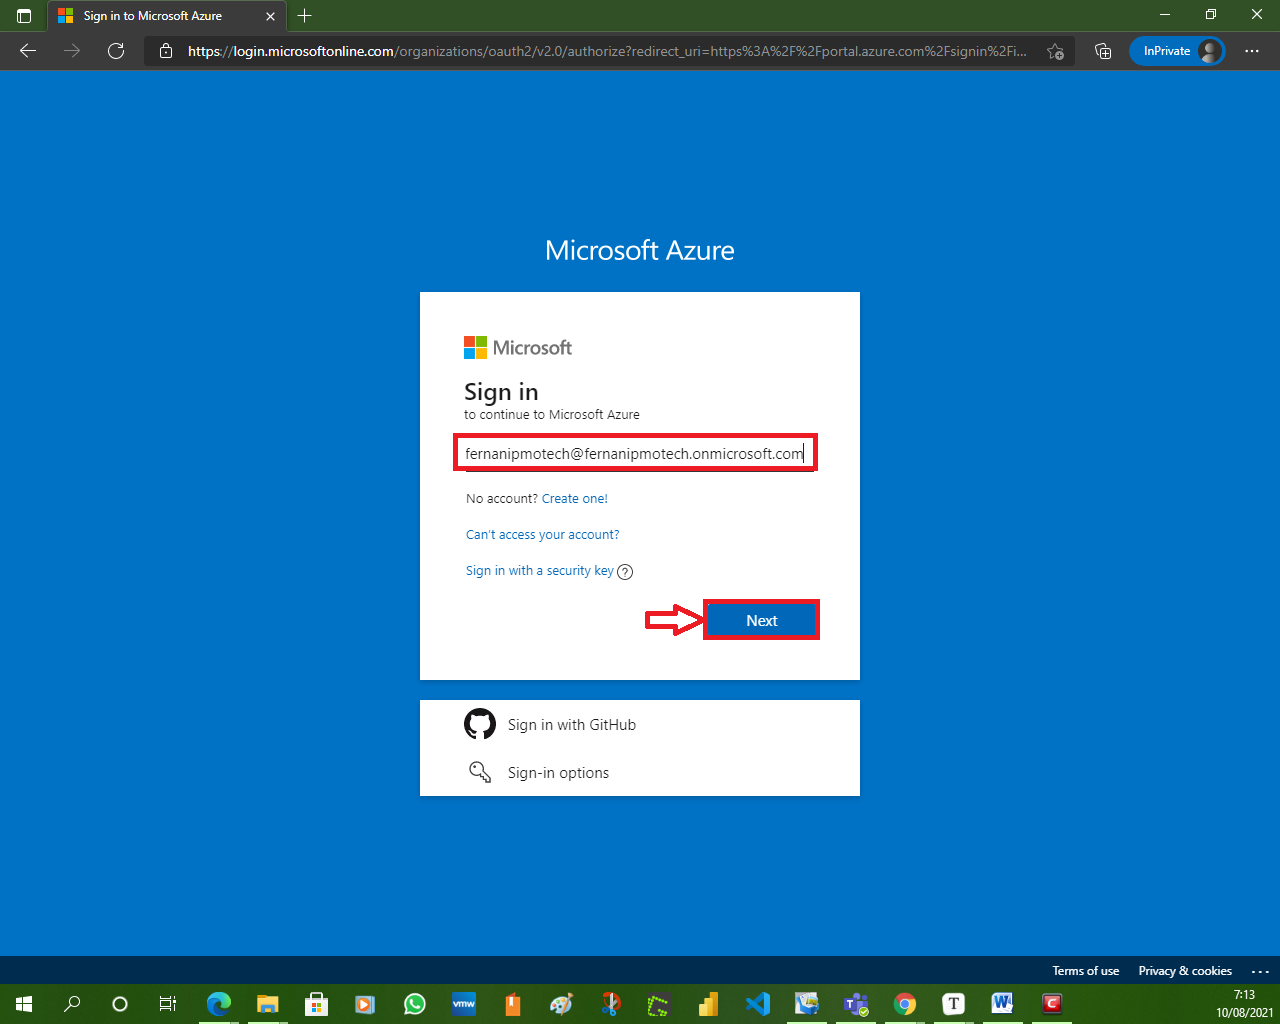 Sign in to Microsoft Azure
https://login.microsoftonline.com/organizations/oauth2/v2.0/authorize?redirect_uri=https%3A%2F%2Fportal.azure.com%2Fsignin%2Fi...
InPrivate
Microsoft Azure
Microsoft
Sign in
to continue to Microsoft Azure
fernanipmotech@fernanipmotech.onmicrosoft.com
No account? Create one!
Can't access your account?
Sign in with a security key ?
Next
Sign in with GitHub
Sign-in options
Terms of use Privacy & cookies ...
vmw
T
W
C
7:13
10/08/2021